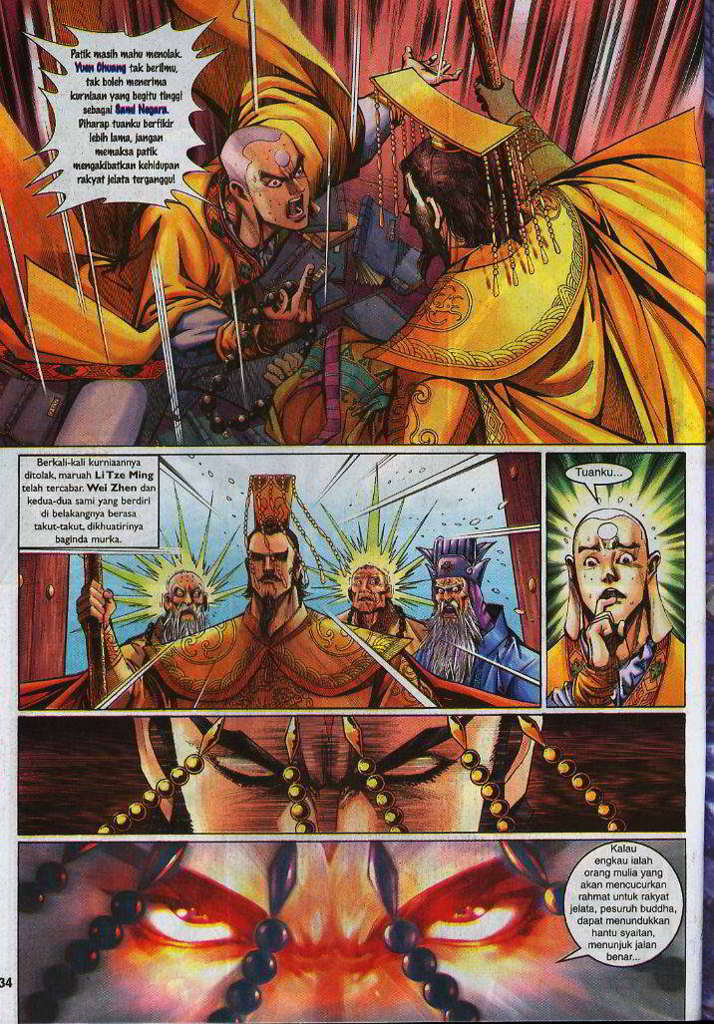 Patik masih mahu menolak.
Yuen Chuang tak berilmu,
tak boleh menerima
kurniaan yang begitu tinggi
sebagai Sami Negara.
Diharap tuanku berfikir
lebih lama, jangan
memaksa patik
mengakibatkan kehidupan
rakyat jelata terganggu!
Berkali-kali kurniaannya
ditolak, maruah Li Tze Ming
telah tercabar. Wei Zhen dan
kedua-dua sami yang berdiri
di belakangnya berasa
takut-takut, dikhuatirinya
baginda murka.
Tuanku...
Kalau
engkau ialah
orang mulia yang
akan mencucurkan
rahmat untuk rakyat
jelata, pesuruh buddha,
dapat menundukkan
hantu syaitan,
menunjuk jalan
benar...
34